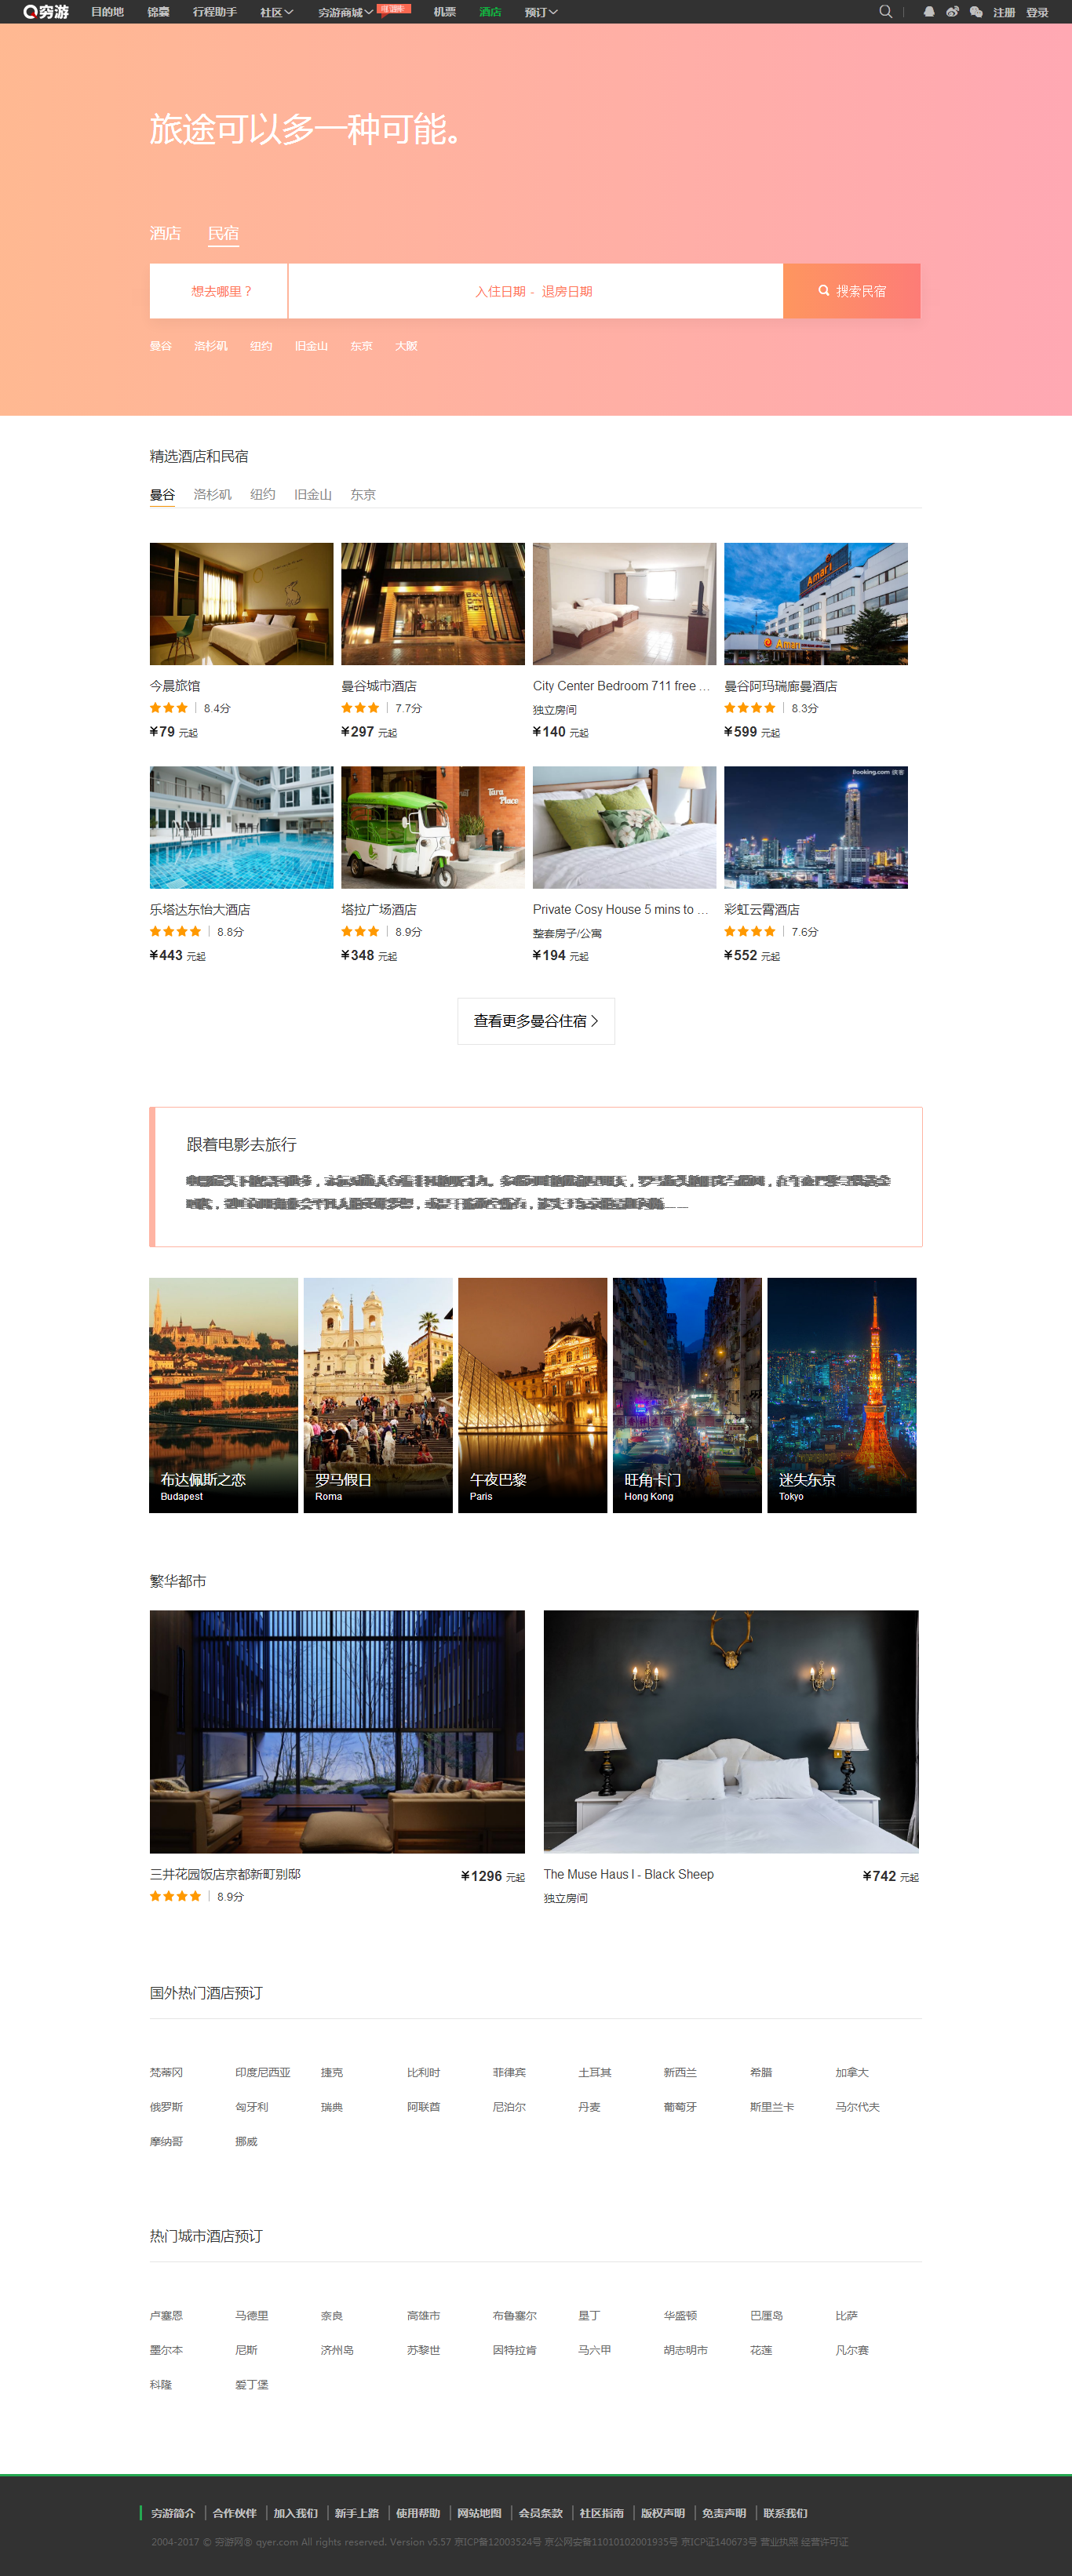 穷游 目的地 锦囊 行程助手 社区 穷游商城 机票 酒店 预订 注册 登录
旅途可以多一种可能。
酒店 民宿
想去哪里？ 入住日期 - 退房日期 搜索民宿
曼谷 洛杉矶 纽约 旧金山 东京 大阪
精选酒店和民宿
曼谷 洛杉矶 纽约 旧金山 东京
Amari
Amari
今晨旅馆 曼谷城市酒店 City Center Bedroom 711 free ... 曼谷阿玛瑞廊曼酒店
8.4分 7.7分 独立房间 8.3分
¥79 元起 ¥297 元起 ¥140 元起 ¥599 元起
Booking.com 缤客
Tara Place
乐塔达东怡大酒店 塔拉广场酒店 Private Cosy House 5 mins to ... 彩虹云霄酒店
8.8分 8.9分 整套房子/公寓 7.6分
¥443 元起 ¥348 元起 ¥194 元起 ¥552 元起
查看更多曼谷住宿
跟着电影去旅行
布达佩斯之恋 罗马假日 午夜巴黎 旺角卡门 迷失东京
Budapest Roma Paris Hong Kong Tokyo
繁华都市
三井花园饭店京都新町别邸 ¥1296 元起 The Muse Haus I - Black Sheep ¥742 元起
8.9分 独立房间
国外热门酒店预订
梵蒂冈 印度尼西亚 捷克 比利时 菲律宾 土耳其 新西兰 希腊 加拿大
俄罗斯 匈牙利 瑞典 阿联酋 尼泊尔 丹麦 葡萄牙 斯里兰卡 马尔代夫
摩纳哥 挪威
热门城市酒店预订
卢塞恩 马德里 奈良 高雄市 布鲁塞尔 垦丁 华盛顿 巴厘岛 比萨
墨尔本 尼斯 济州岛 苏黎世 因特拉肯 马六甲 胡志明市 花莲 凡尔赛
科隆 爱丁堡
穷游简介 合作伙伴 加入我们 新手上路 使用帮助 网站地图 会员条款 社区指南 版权声明 免责声明 联系我们
2004-2017 © 穷游网® qyer.com All rights reserved. Version v5.57 京ICP备12003524号 京公网安备11010102001935号 京ICP证140673号 营业执照 经营许可证